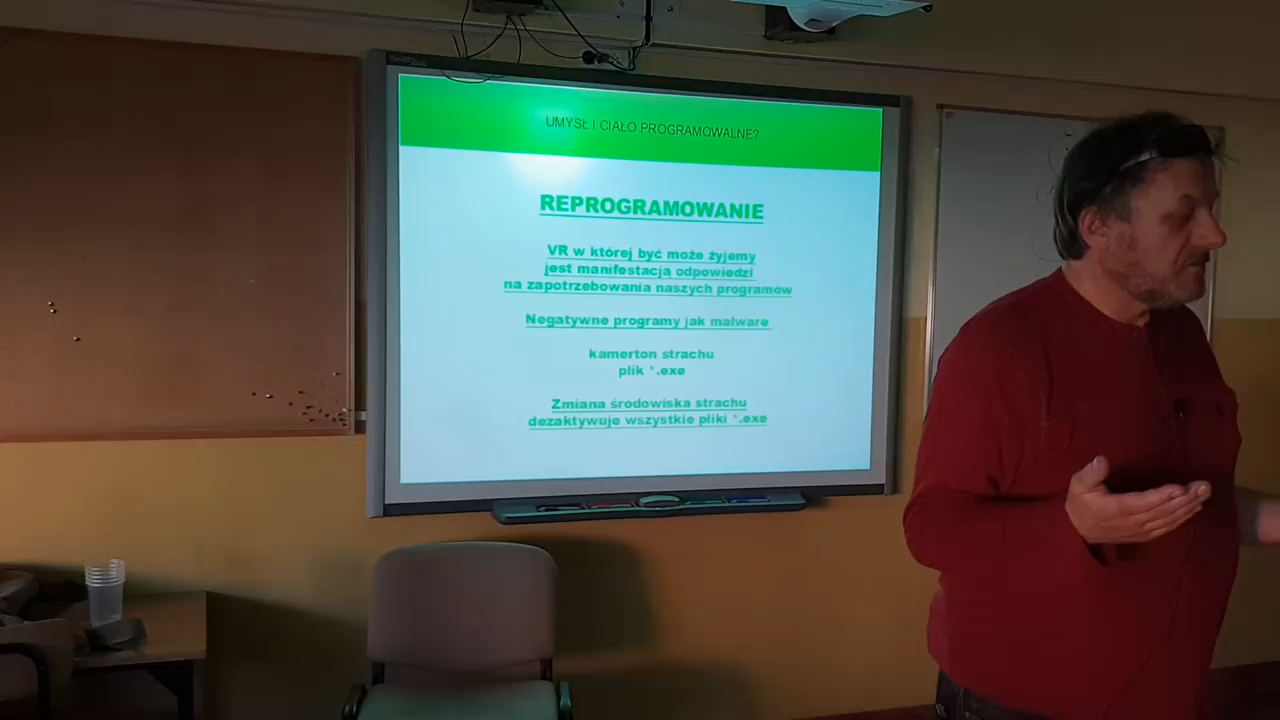 UMYSŁ I CIAŁO PROGRAMOWALNE?
REPROGRAMOWANIE
VR w której być może żyjemy
jest manifestacją odpowiedzi
na zapotrzebowania naszych programów
Negatywne programy jak malware
kamerton strachu
plik *.exe
Zmiana środowiska strachu
dezaktywuje wszystkie pliki *.exe